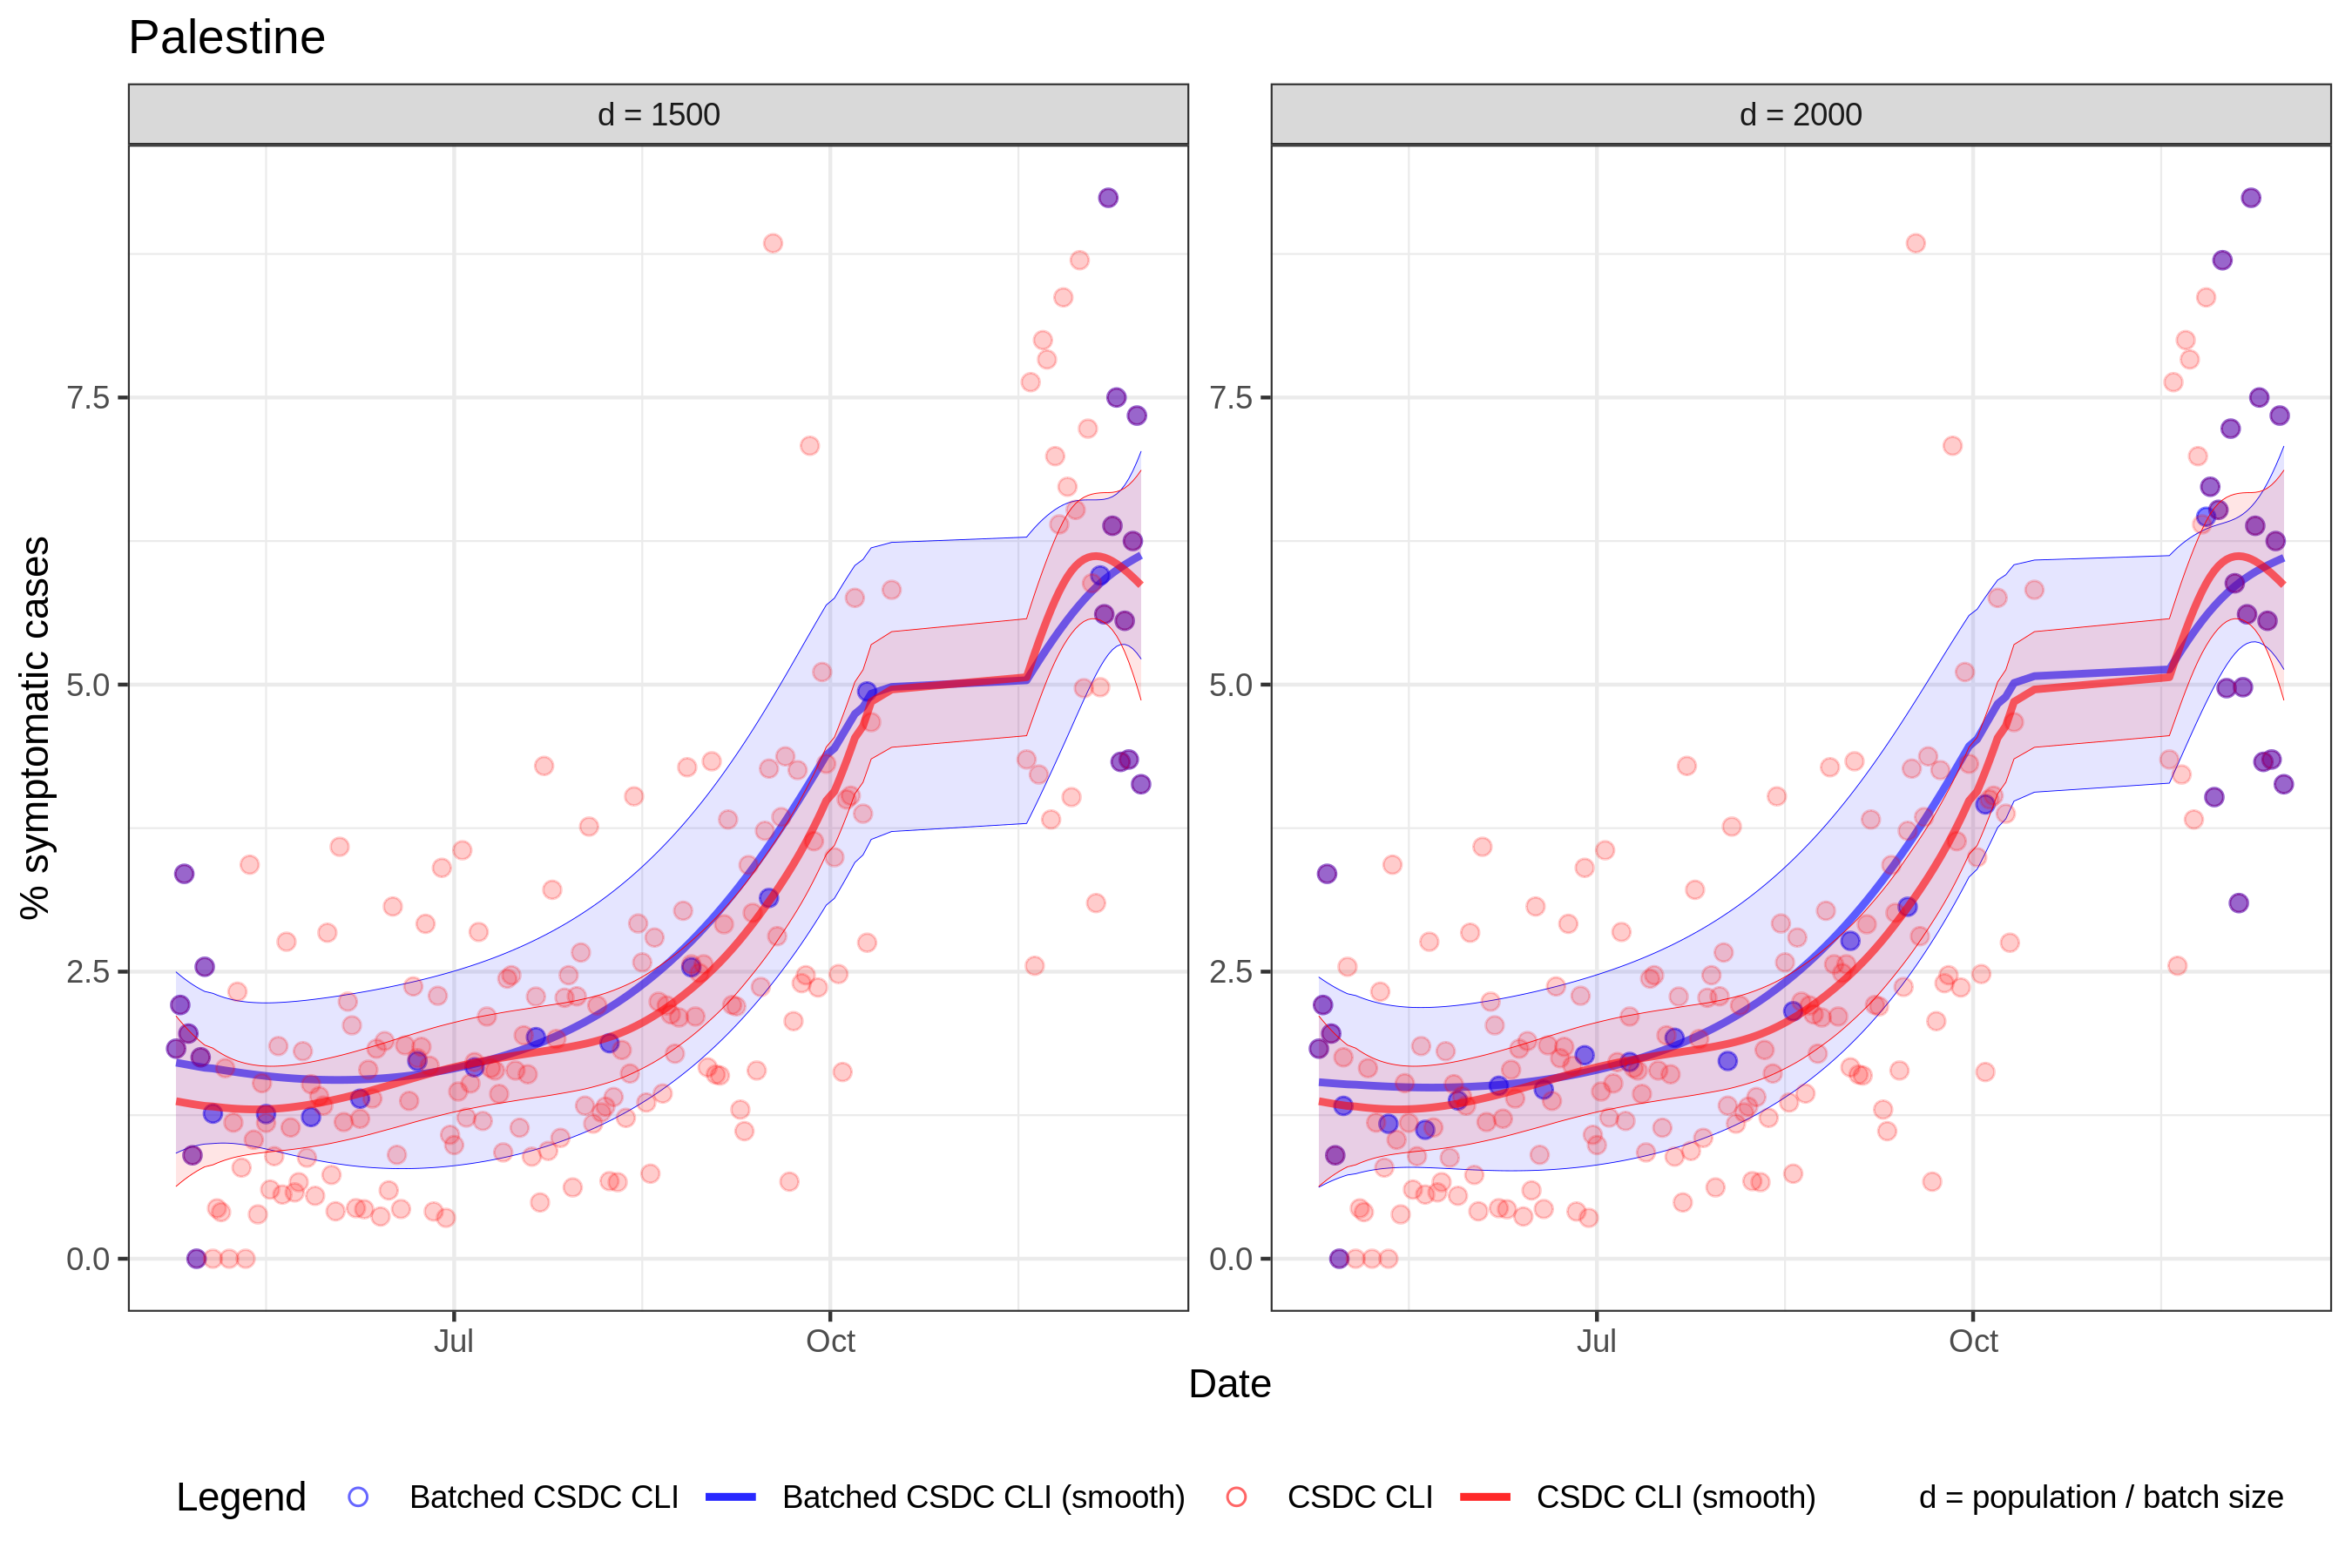 Palestine
d = 1500
d = 2000
% symptomatic cases
7.5
5.0
2.5
0.0
7.5
5.0
2.5
0.0
Jul
Oct
Jul
Oct
Date
Legend
Batched CSDC CLI
Batched CSDC CLI (smooth)
CSDC CLI
CSDC CLI (smooth)
d = population / batch size